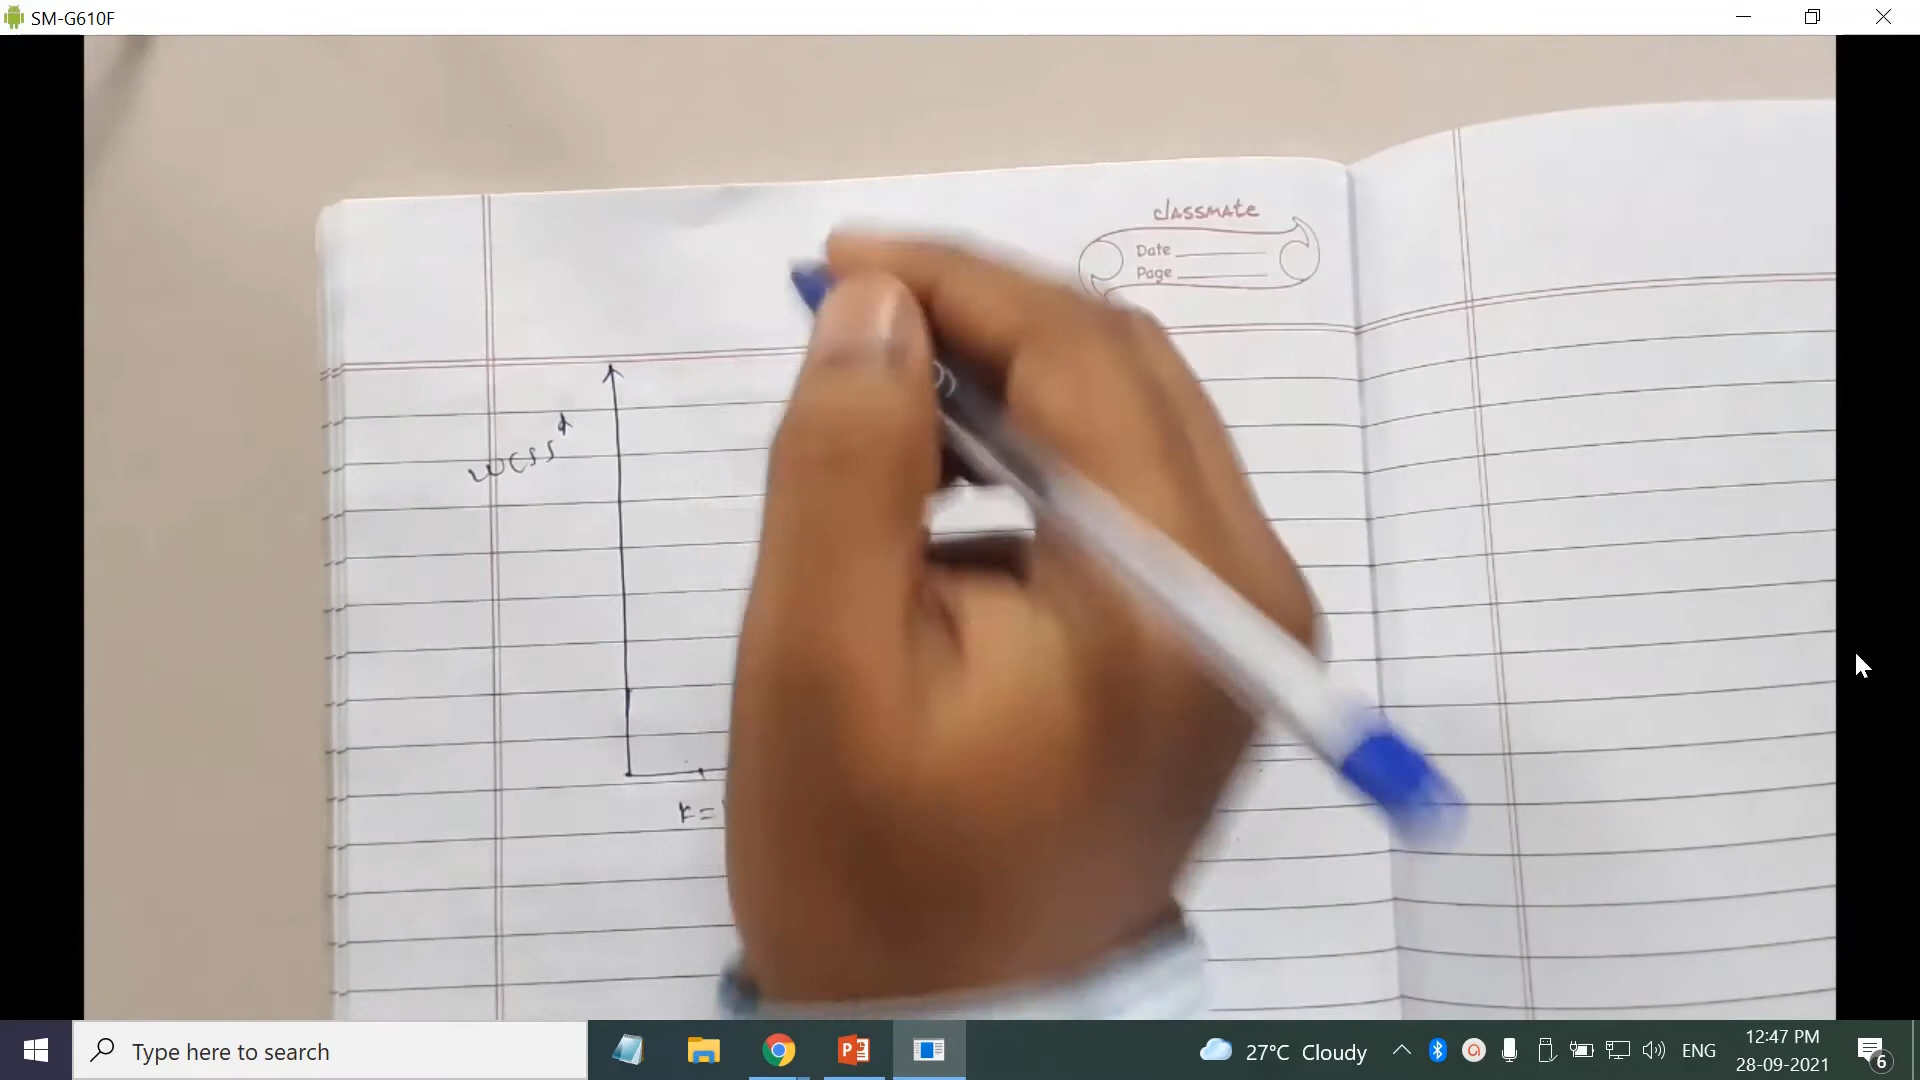 SM-G610F
classmate
Date
Page
WCSS
K=
Type here to search
27°C Cloudy
ENG
12:47 PM
28-09-2021
6